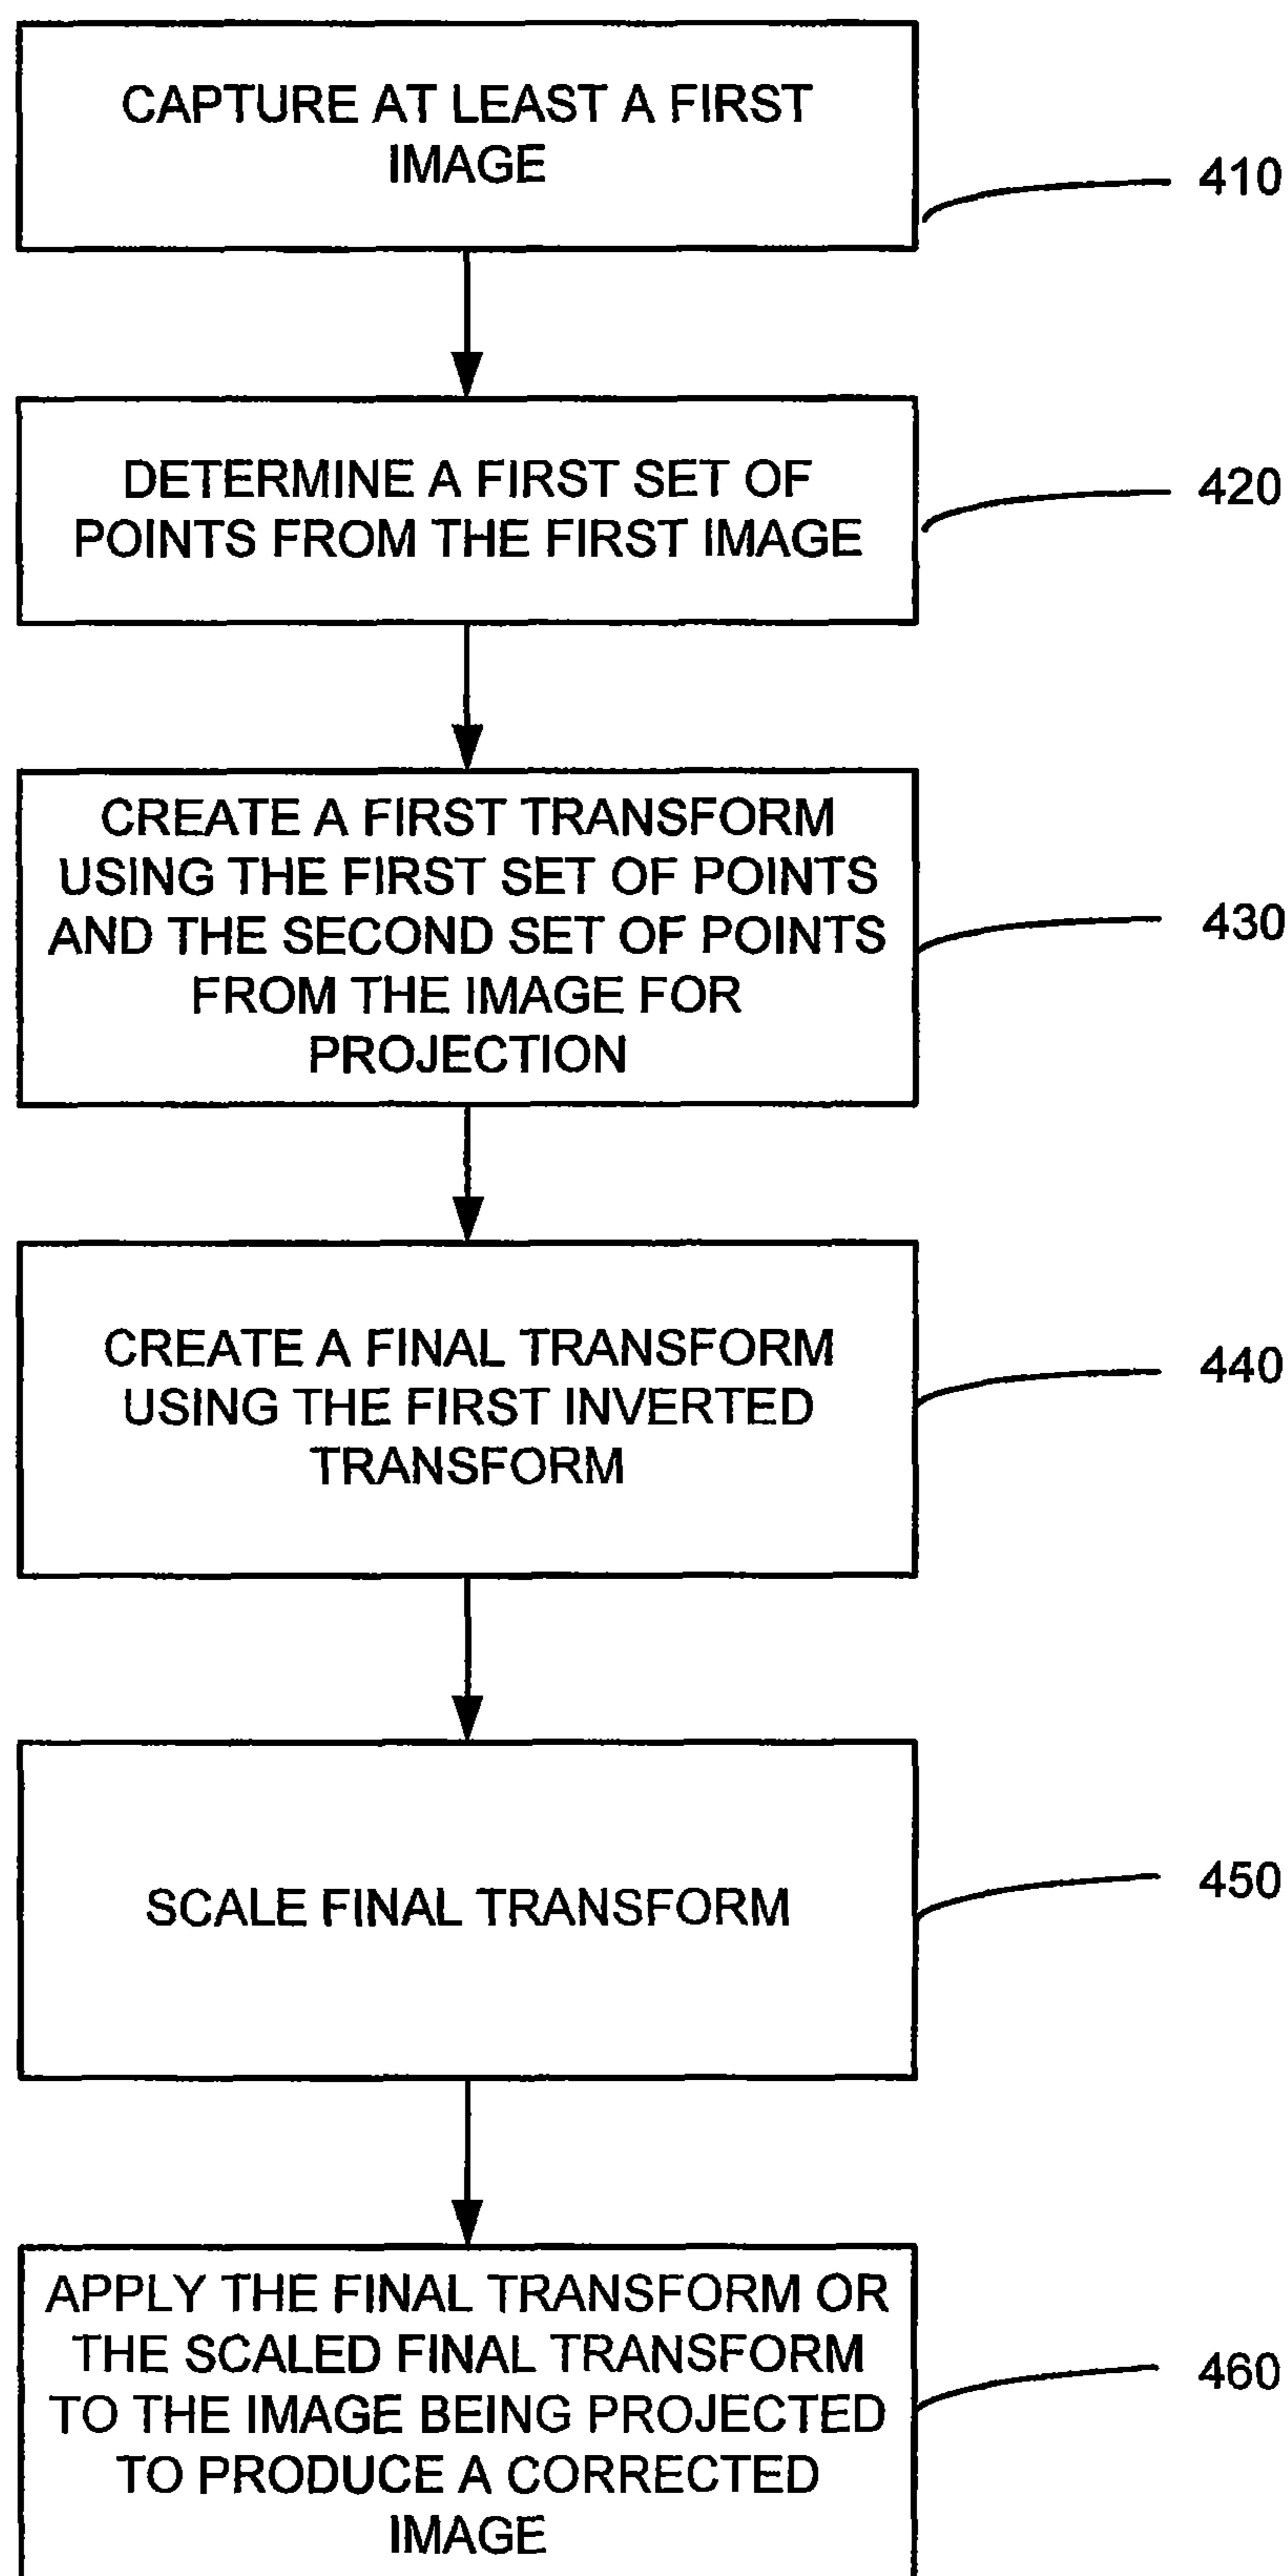 CAPTURE AT LEAST A FIRST
IMAGE
410
DETERMINE A FIRST SET OF
POINTS FROM THE FIRST IMAGE
420
CREATE A FIRST TRANSFORM
USING THE FIRST SET OF POINTS
AND THE SECOND SET OF POINTS
FROM THE IMAGE FOR
PROJECTION
430
CREATE A FINAL TRANSFORM
USING THE FIRST INVERTED
TRANSFORM
440
SCALE FINAL TRANSFORM
450
APPLY THE FINAL TRANSFORM OR
THE SCALED FINAL TRANSFORM
TO THE IMAGE BEING PROJECTED
TO PRODUCE A CORRECTED
IMAGE
460